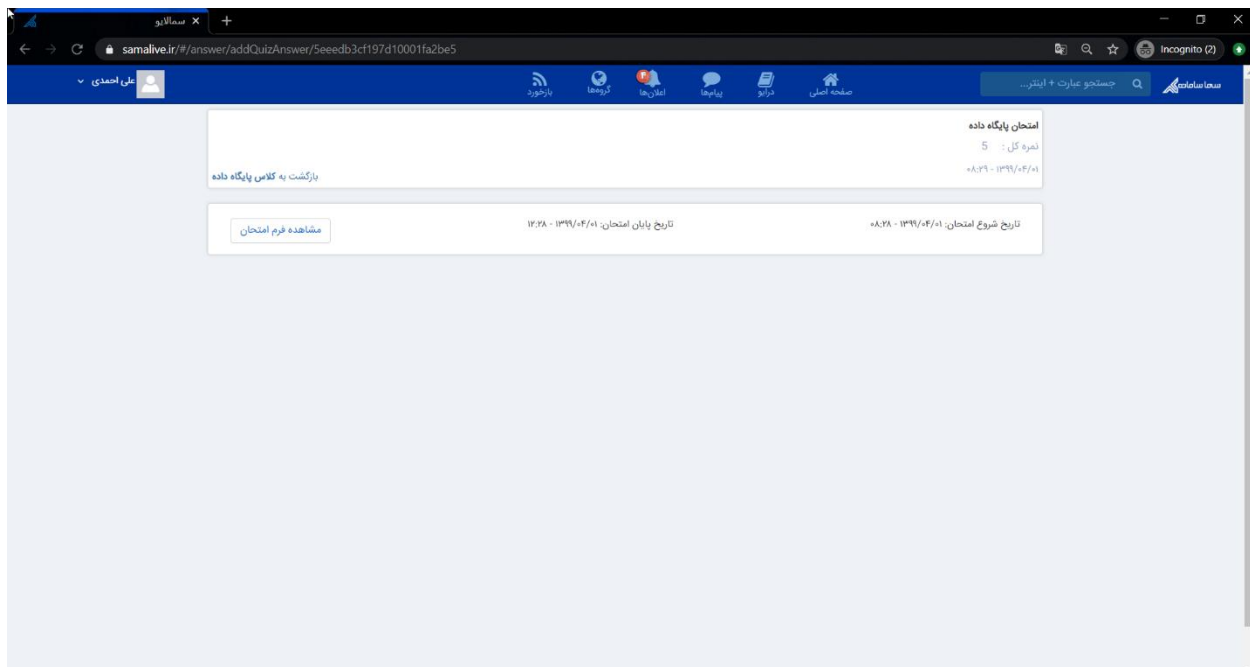 سمالایو
samalive.ir/#/answer/addQuizAnswer/5eeedb3cf197d10001fa2be5
Incognito (2)
سما سامانه
جستجو عبارت + اینتر...
صفحه اصلی
درایو
پیام‌ها
اعلان‌ها
گروه‌ها
بازخورد
علی احمدی
امتحان پایگاه داده
نمره کل : 5
۱۳۹۹/۰۴/۰۱ - ۰۸:۲۹
بازگشت به کلاس پایگاه داده
تاریخ شروع امتحان: ۱۳۹۹/۰۴/۰۱ - ۰۸:۲۸
تاریخ پایان امتحان: ۱۳۹۹/۰۴/۰۱ - ۱۲:۲۸
مشاهده فرم امتحان